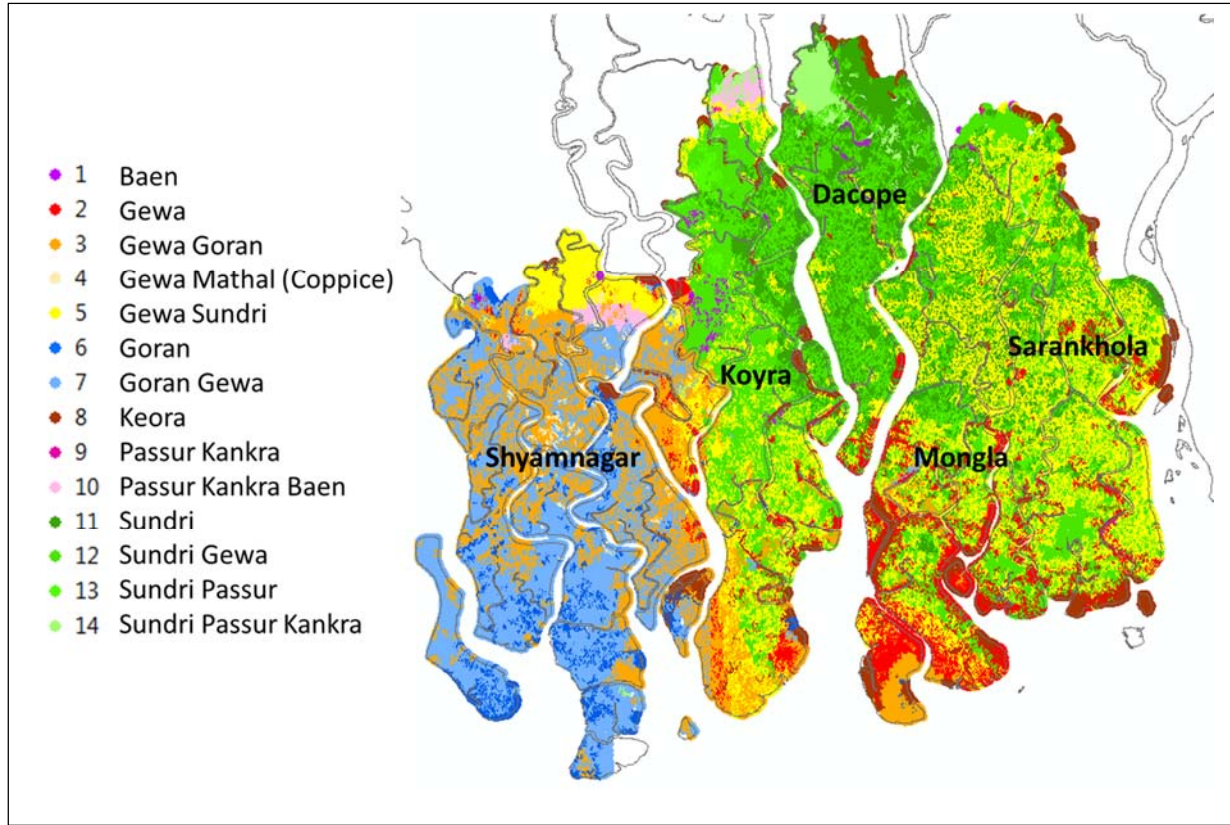 1 Baen
2 Gewa
3 Gewa Goran
4 Gewa Mathal (Coppice)
5 Gewa Sundri
6 Goran
7 Goran Gewa
8 Keora
9 Passur Kankra
10 Passur Kankra Baen
11 Sundri
12 Sundri Gewa
13 Sundri Passur
14 Sundri Passur Kankra
Dacope
Sarankhola
Koyra
Shyamnagar
Mongla